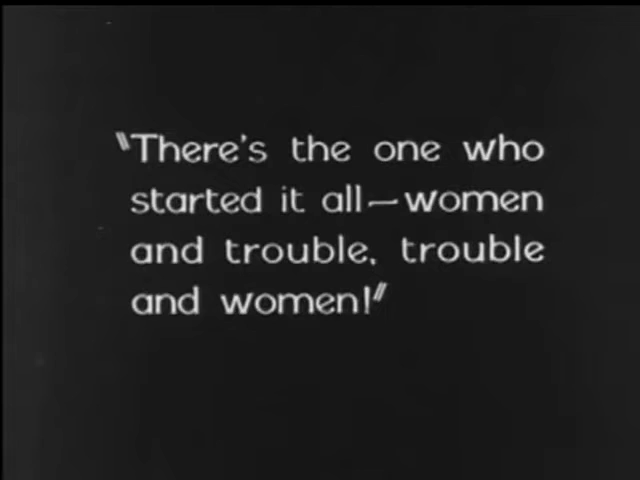 "There's the one who
started it all—women
and trouble, trouble
and women!"